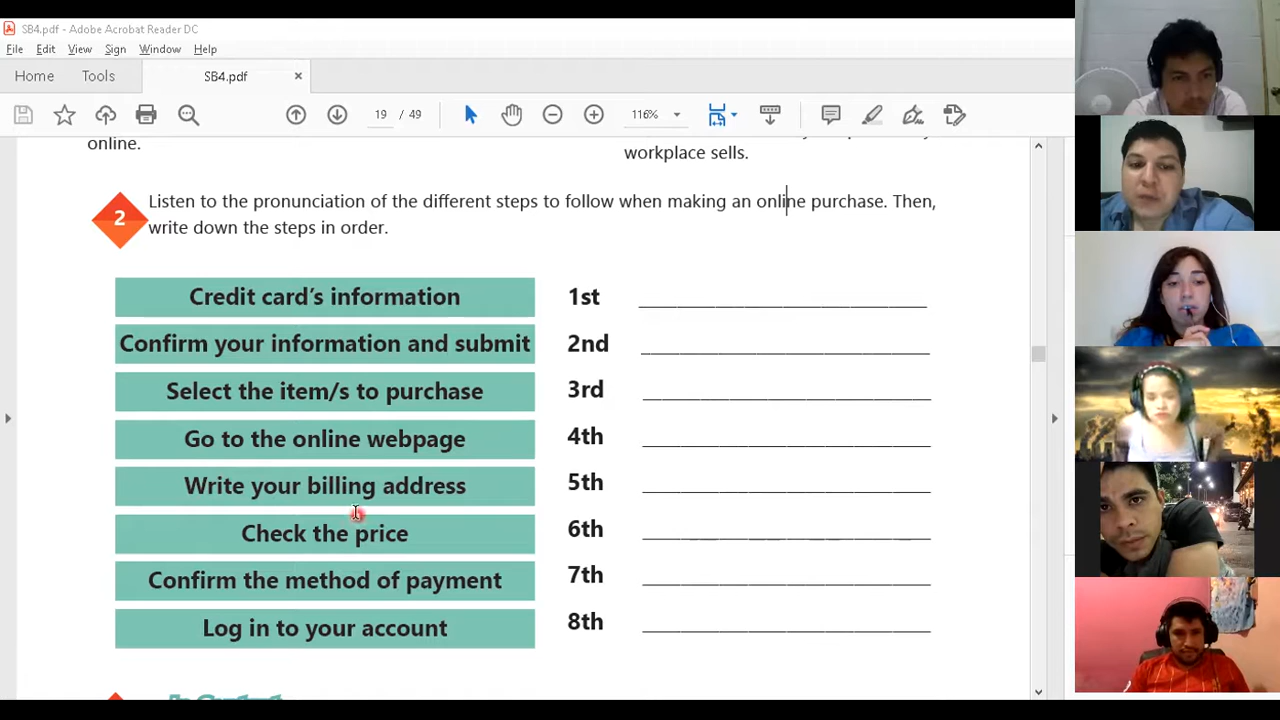 SB4.pdf - Adobe Acrobat Reader DC
File Edit View Sign Window Help
Home Tools SB4.pdf ×
19 / 49 116%
online.
workplace sells.
2 Listen to the pronunciation of the different steps to follow when making an online purchase. Then,
write down the steps in order.
Credit card's information 1st
Confirm your information and submit 2nd
Select the item/s to purchase 3rd
Go to the online webpage 4th
Write your billing address 5th
Check the price 6th
Confirm the method of payment 7th
Log in to your account 8th